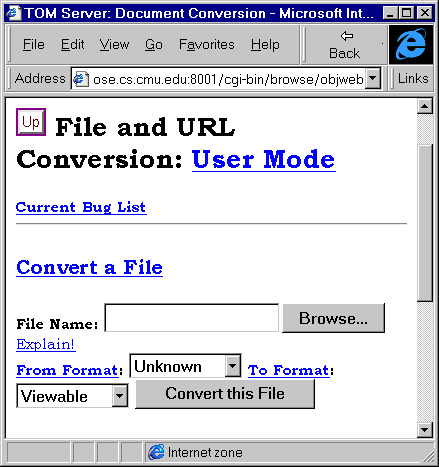 TOM Server: Document Conversion - Microsoft Int...
File Edit View Go Favorites Help Back
Address ose.cs.cmu.edu:8001/cgi-bin/browse/objweb Links
Up File and URL
Conversion: User Mode
Current Bug List
Convert a File
File Name: Browse...
Explain!
From Format: Unknown To Format:
Viewable Convert this File
Internet zone